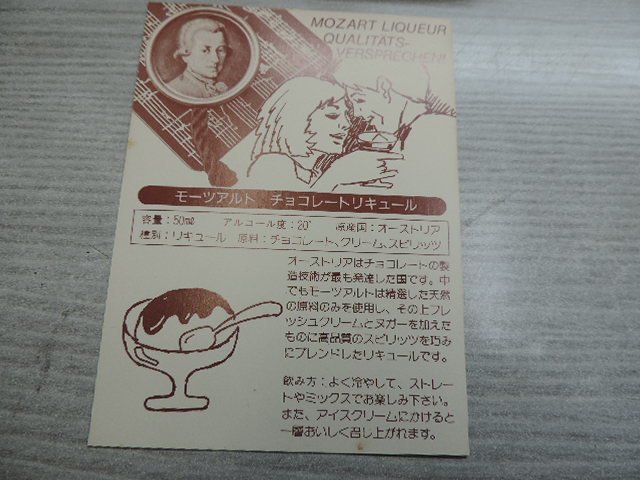 MOZART LIQUEUR
QUALITÄTS-
VERSPRECHEN!
モーツアルト チョコレートリキュール
容量：50㎖ アルコール度：20° 原産国：オーストリア
種別：リキュール 原料：チョコレート、クリーム、スピリッツ
オーストリアはチョコレートの製
造技術が最も発達した国です。中
でもモーツアルトは精選した天然
の原料のみを使用し、その上フレ
ッシュクリームとヌガーを加えた
ものに高品質のスピリッツを巧み
にブレンドしたリキュールです。
飲み方：よく冷やして、ストレー
トやミックスでお楽しみ下さい。
また、アイスクリームにかけると
一層おいしく召し上がれます。